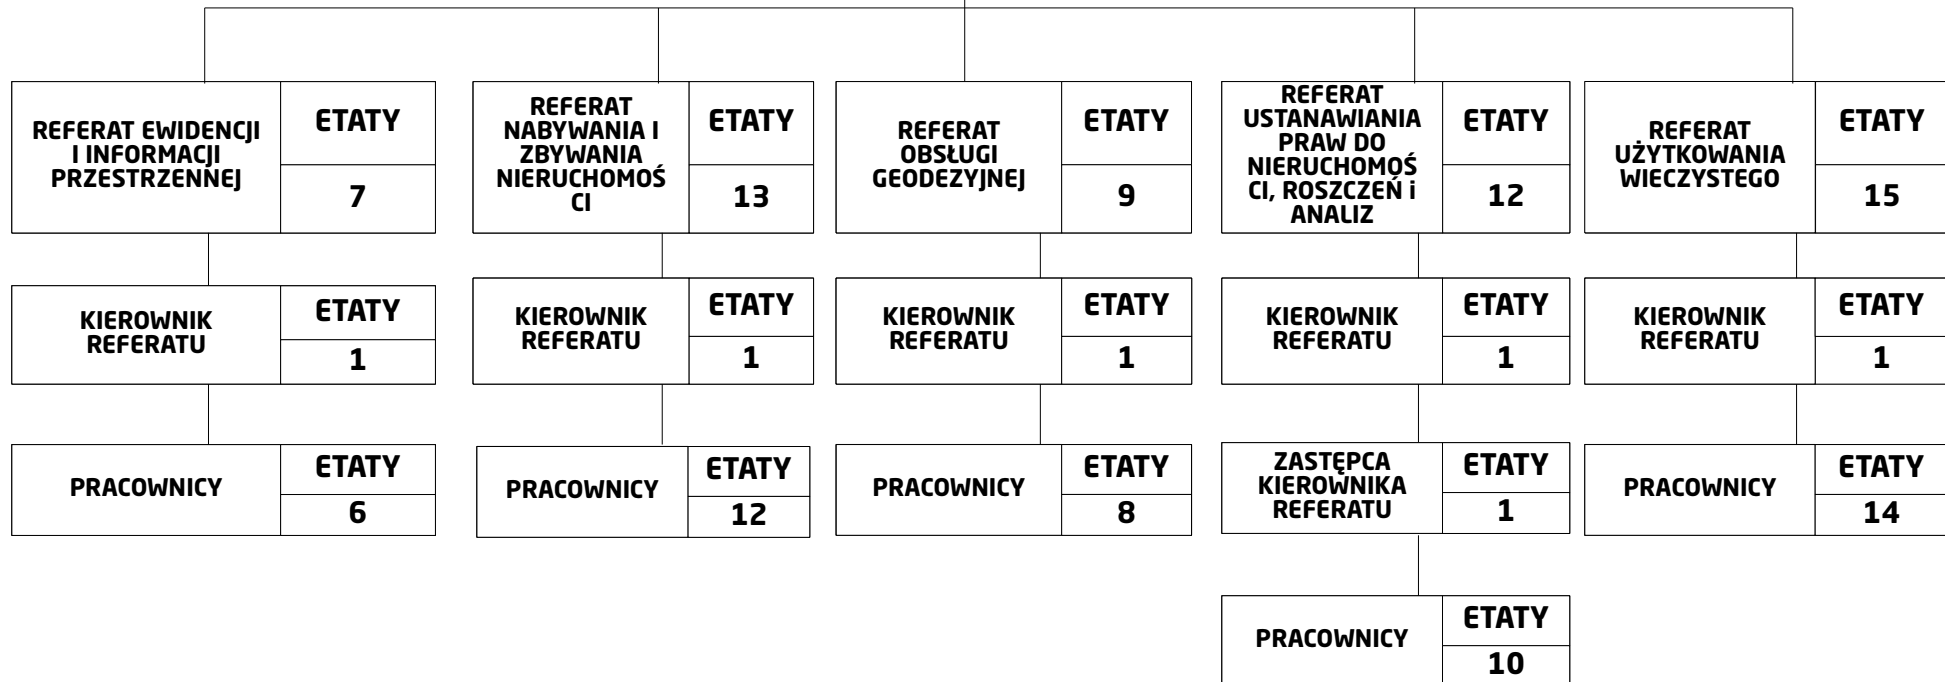 REFERAT EWIDENCJI
I INFORMACJI
PRZESTRZENNEJ
ETATY
7
REFERAT
NABYWANIA I
ZBYWANIA
NIERUCHOMOŚ
CI
ETATY
13
REFERAT
OBSŁUGI
GEODEZYJNEJ
ETATY
9
REFERAT
USTANAWIANIA
PRAW DO
NIERUCHOMOŚ
CI, ROSZCZEŃ i
ANALIZ
ETATY
12
REFERAT
UŻYTKOWANIA
WIECZYSTEGO
ETATY
15
KIEROWNIK
REFERATU
ETATY
1
KIEROWNIK
REFERATU
ETATY
1
KIEROWNIK
REFERATU
ETATY
1
KIEROWNIK
REFERATU
ETATY
1
KIEROWNIK
REFERATU
ETATY
1
PRACOWNICY
ETATY
6
PRACOWNICY
ETATY
12
PRACOWNICY
ETATY
8
ZASTĘPCA
KIEROWNIKA
REFERATU
ETATY
1
PRACOWNICY
ETATY
14
PRACOWNICY
ETATY
10